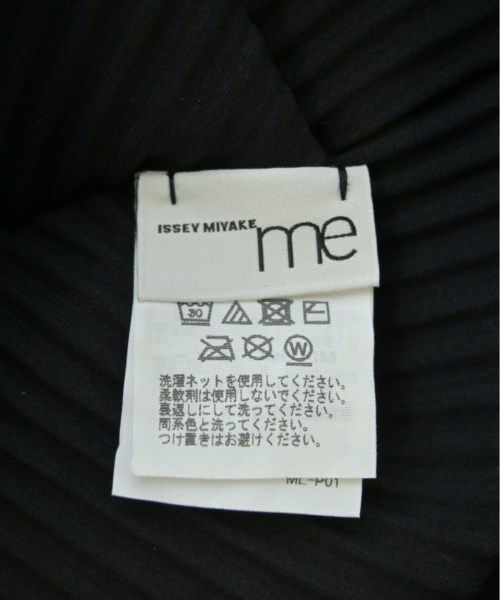 ISSEY MIYAKE me
30
W
洗濯ネットを使用してください。
柔軟剤は使用しないでください。
裏返しにして洗ってください。
同系色と洗ってください。
つけ置きはお避けください。
ME-P01